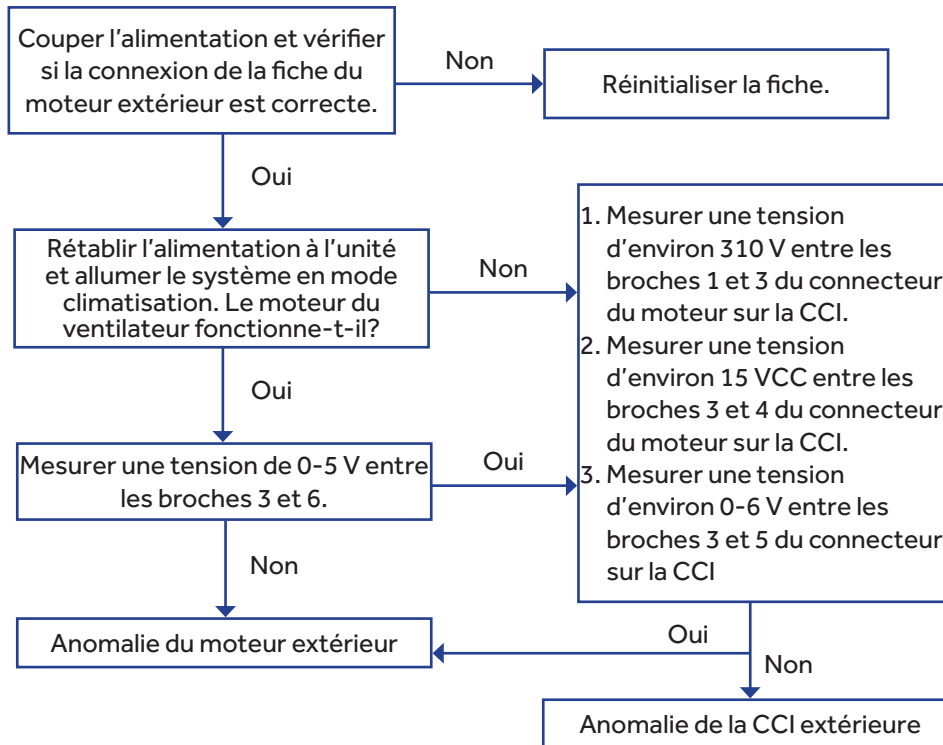 Couper l’alimentation et vérifier
si la connexion de la fiche du
moteur extérieur est correcte.
Non
Réinitialiser la fiche.
Oui
Rétablir l’alimentation à l’unité
et allumer le système en mode
climatisation. Le moteur du
ventilateur fonctionne-t-il?
Non
1. Mesurer une tension
d’environ 310 V entre les
broches 1 et 3 du connecteur
du moteur sur la CCI.
2. Mesurer une tension
d’environ 15 VCC entre les
broches 3 et 4 du connecteur
du moteur sur la CCI.
3. Mesurer une tension
d’environ 0-6 V entre les
broches 3 et 5 du connecteur
sur la CCI
Oui
Mesurer une tension de 0-5 V entre
les broches 3 et 6.
Oui
Non
Anomalie du moteur extérieur
Oui
Non
Anomalie de la CCI extérieure